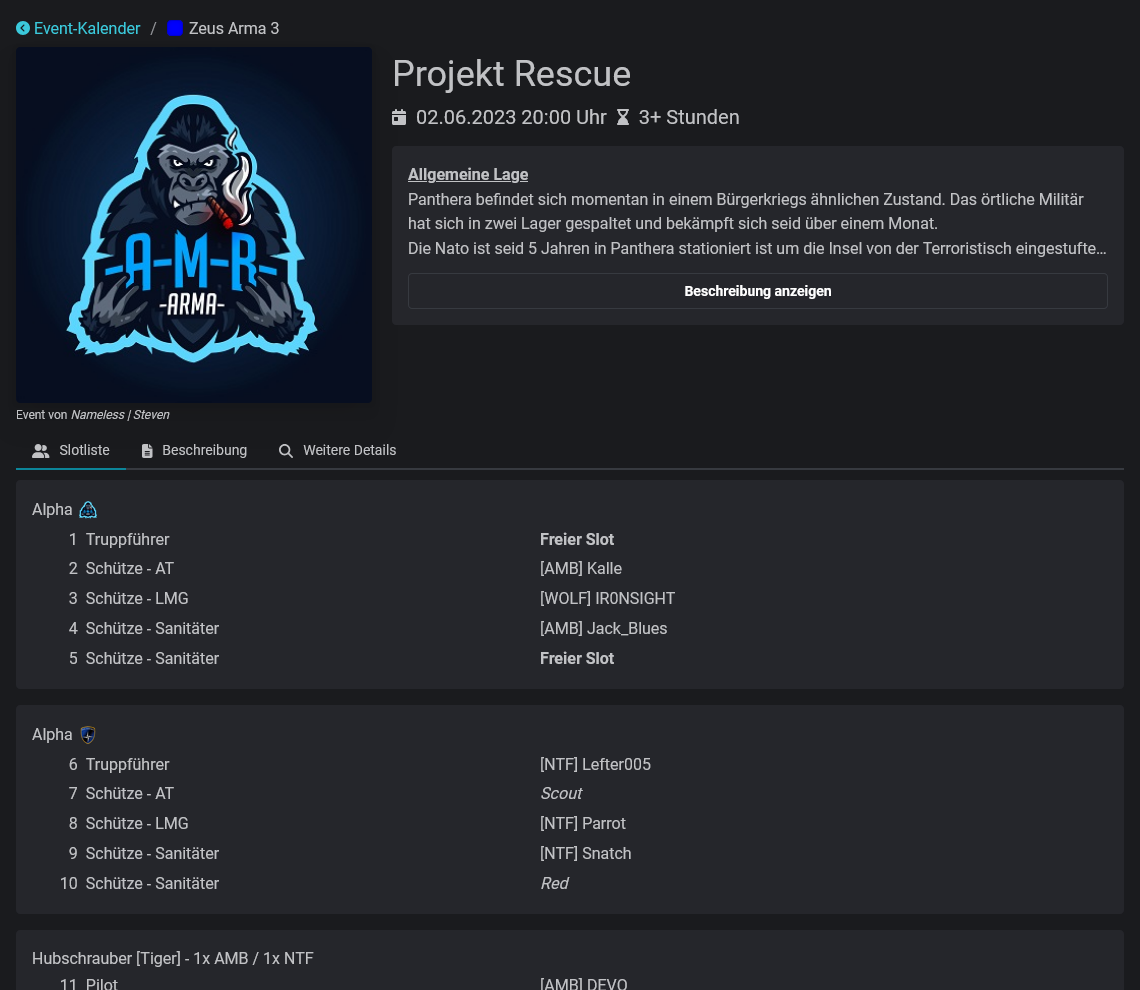 Event-Kalender / Zeus Arma 3
A-M-B
-ARMA-
Projekt Rescue
02.06.2023 20:00 Uhr 3+ Stunden
Allgemeine Lage
Panthera befindet sich momentan in einem Bürgerkriegs ähnlichen Zustand. Das örtliche Militär
hat sich in zwei Lager gespaltet und bekämpft sich seid über einem Monat.
Die Nato ist seid 5 Jahren in Panthera stationiert ist um die Insel von der Terroristisch eingestufte...
Beschreibung anzeigen
Event von Nameless | Steven
Slotliste Beschreibung Weitere Details
Alpha
1 Truppführer Freier Slot
2 Schütze - AT [AMB] Kalle
3 Schütze - LMG [WOLF] IR0NSIGHT
4 Schütze - Sanitäter [AMB] Jack_Blues
5 Schütze - Sanitäter Freier Slot
Alpha
6 Truppführer [NTF] Lefter005
7 Schütze - AT Scout
8 Schütze - LMG [NTF] Parrot
9 Schütze - Sanitäter [NTF] Snatch
10 Schütze - Sanitäter Red
Hubschrauber [Tiger] - 1x AMB / 1x NTF
11 Pilot [AMB] DEVO